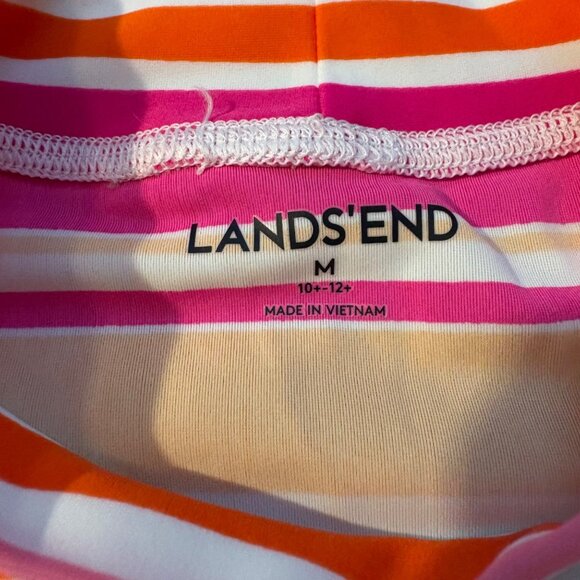 LANDS'END
M
10+-12+
MADE IN VIETNAM